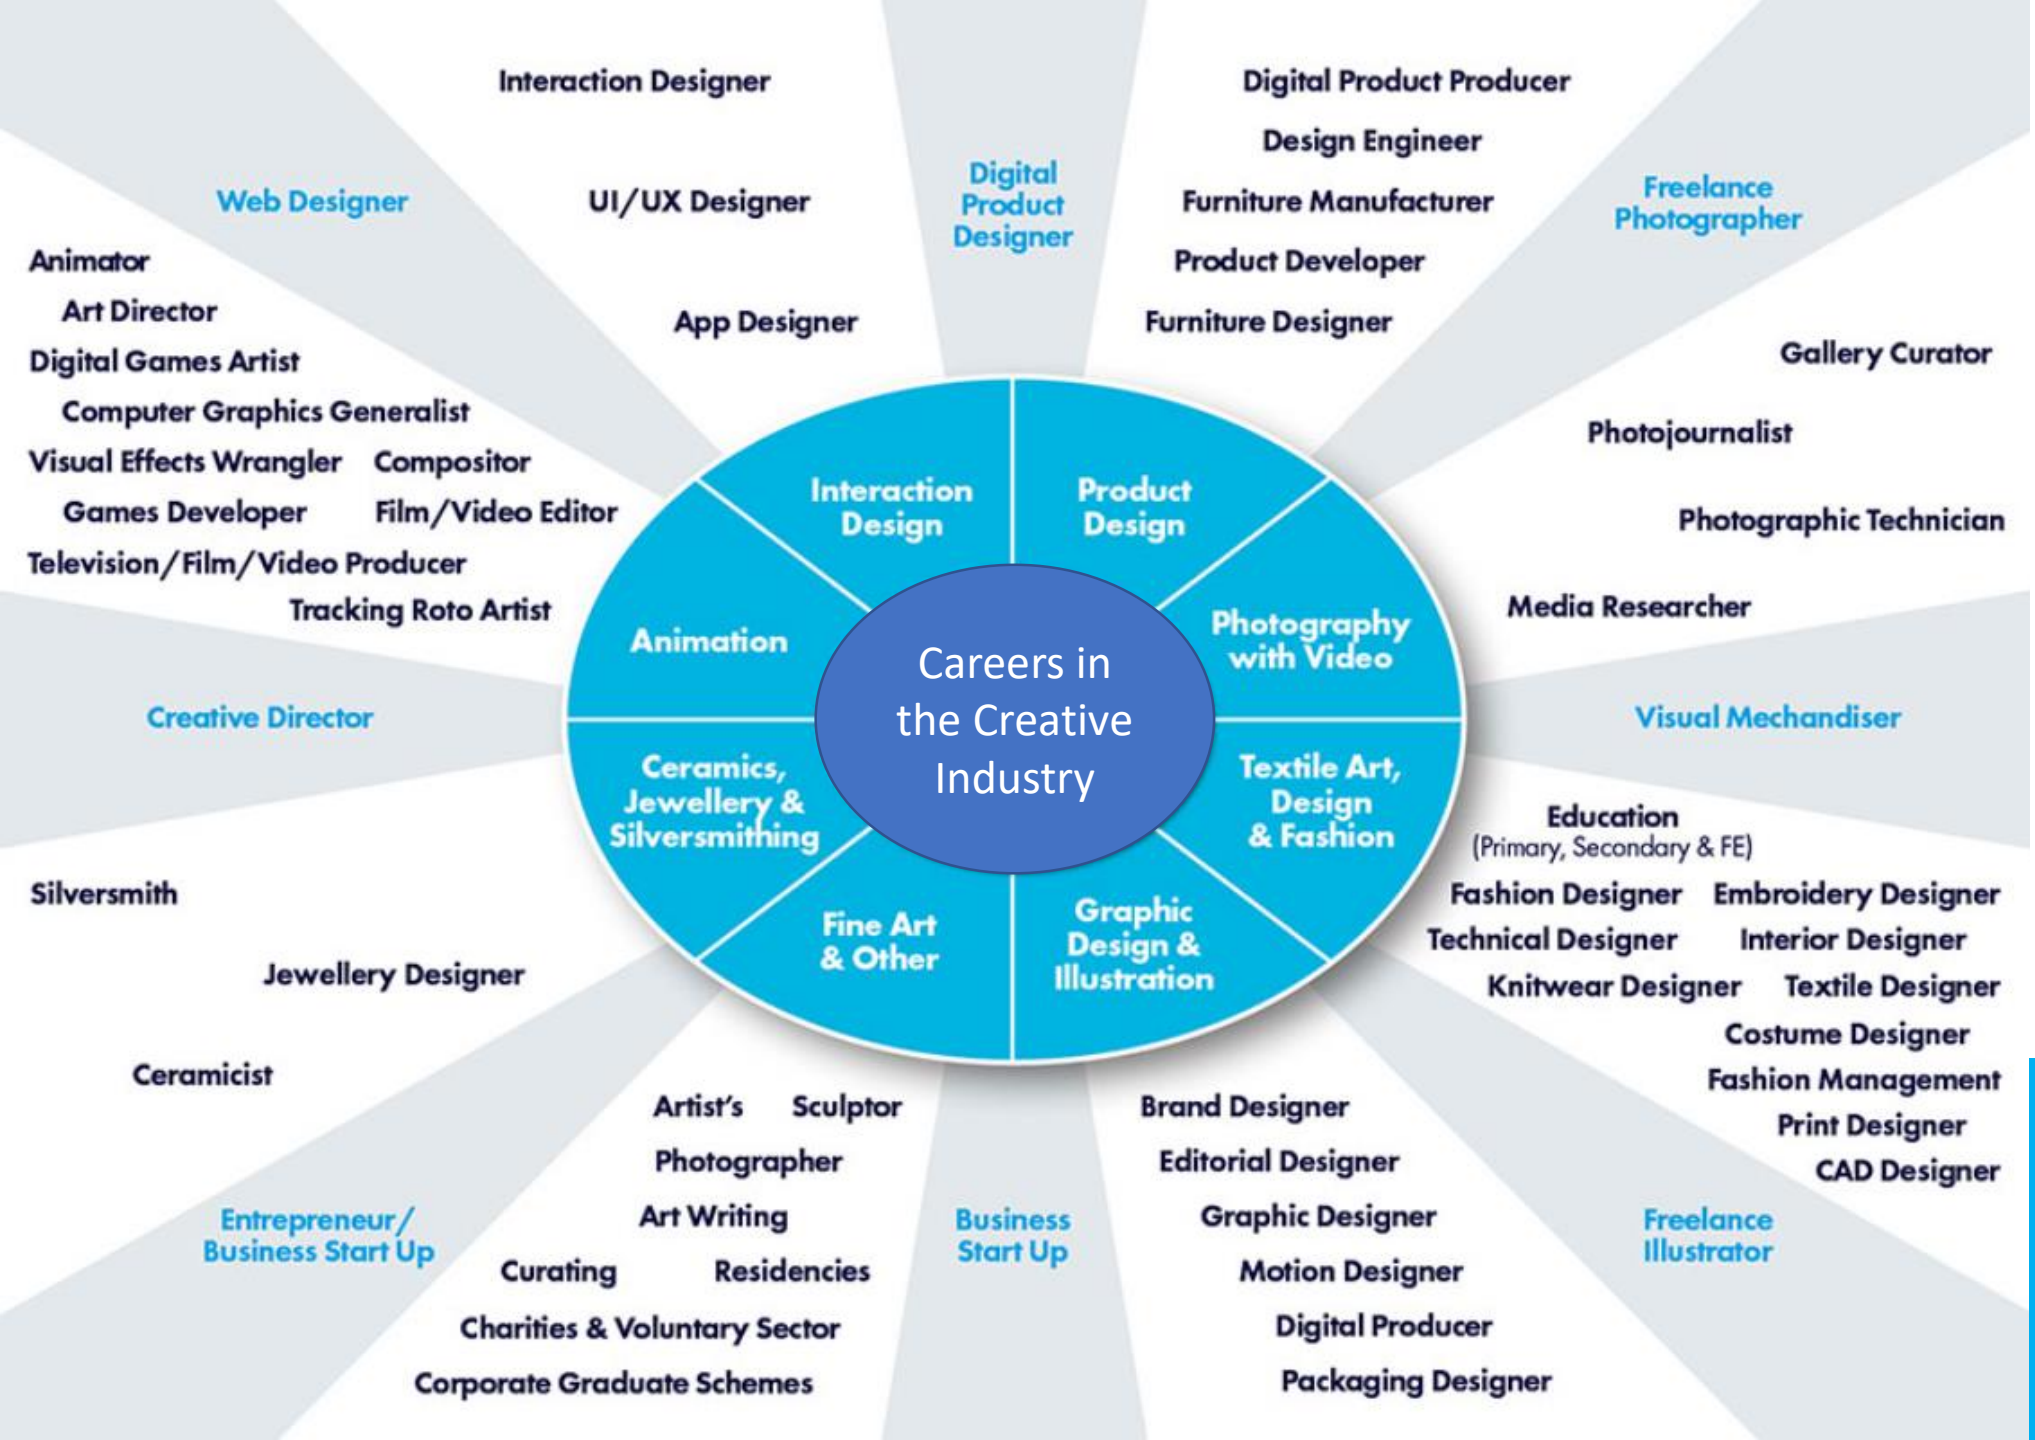 Careers in
the Creative
Industry
Interaction
Design
Product
Design
Photography
with Video
Textile Art,
Design
& Fashion
Graphic
Design &
Illustration
Fine Art
& Other
Ceramics,
Jewellery &
Silversmithing
Animation
Interaction Designer
UI/UX Designer
App Designer
Digital
Product
Designer
Digital Product Producer
Design Engineer
Furniture Manufacturer
Product Developer
Furniture Designer
Freelance
Photographer
Gallery Curator
Photojournalist
Photographic Technician
Media Researcher
Visual Mechandiser
Education
(Primary, Secondary & FE)
Fashion Designer Embroidery Designer
Technical Designer Interior Designer
Knitwear Designer Textile Designer
Costume Designer
Fashion Management
Print Designer
CAD Designer
Freelance
Illustrator
Brand Designer
Editorial Designer
Graphic Designer
Motion Designer
Digital Producer
Packaging Designer
Business
Start Up
Artist's Sculptor
Photographer
Art Writing
Curating Residencies
Charities & Voluntary Sector
Corporate Graduate Schemes
Entrepreneur/
Business Start Up
Silversmith
Jewellery Designer
Ceramicist
Creative Director
Animator
Art Director
Digital Games Artist
Computer Graphics Generalist
Visual Effects Wrangler Compositor
Games Developer Film/Video Editor
Television/Film/Video Producer
Tracking Roto Artist
Web Designer